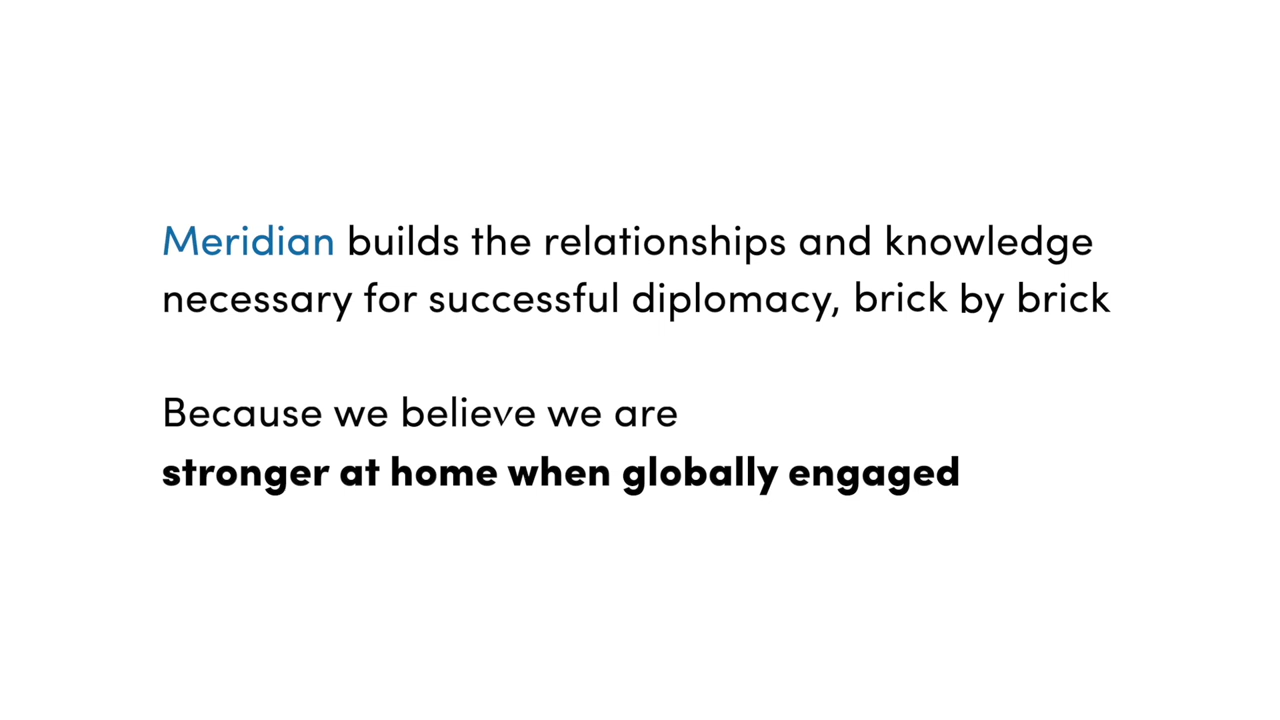 Meridian builds the relationships and knowledge
necessary for successful diplomacy, brick by brick
Because we believe we are
stronger at home when globally engaged